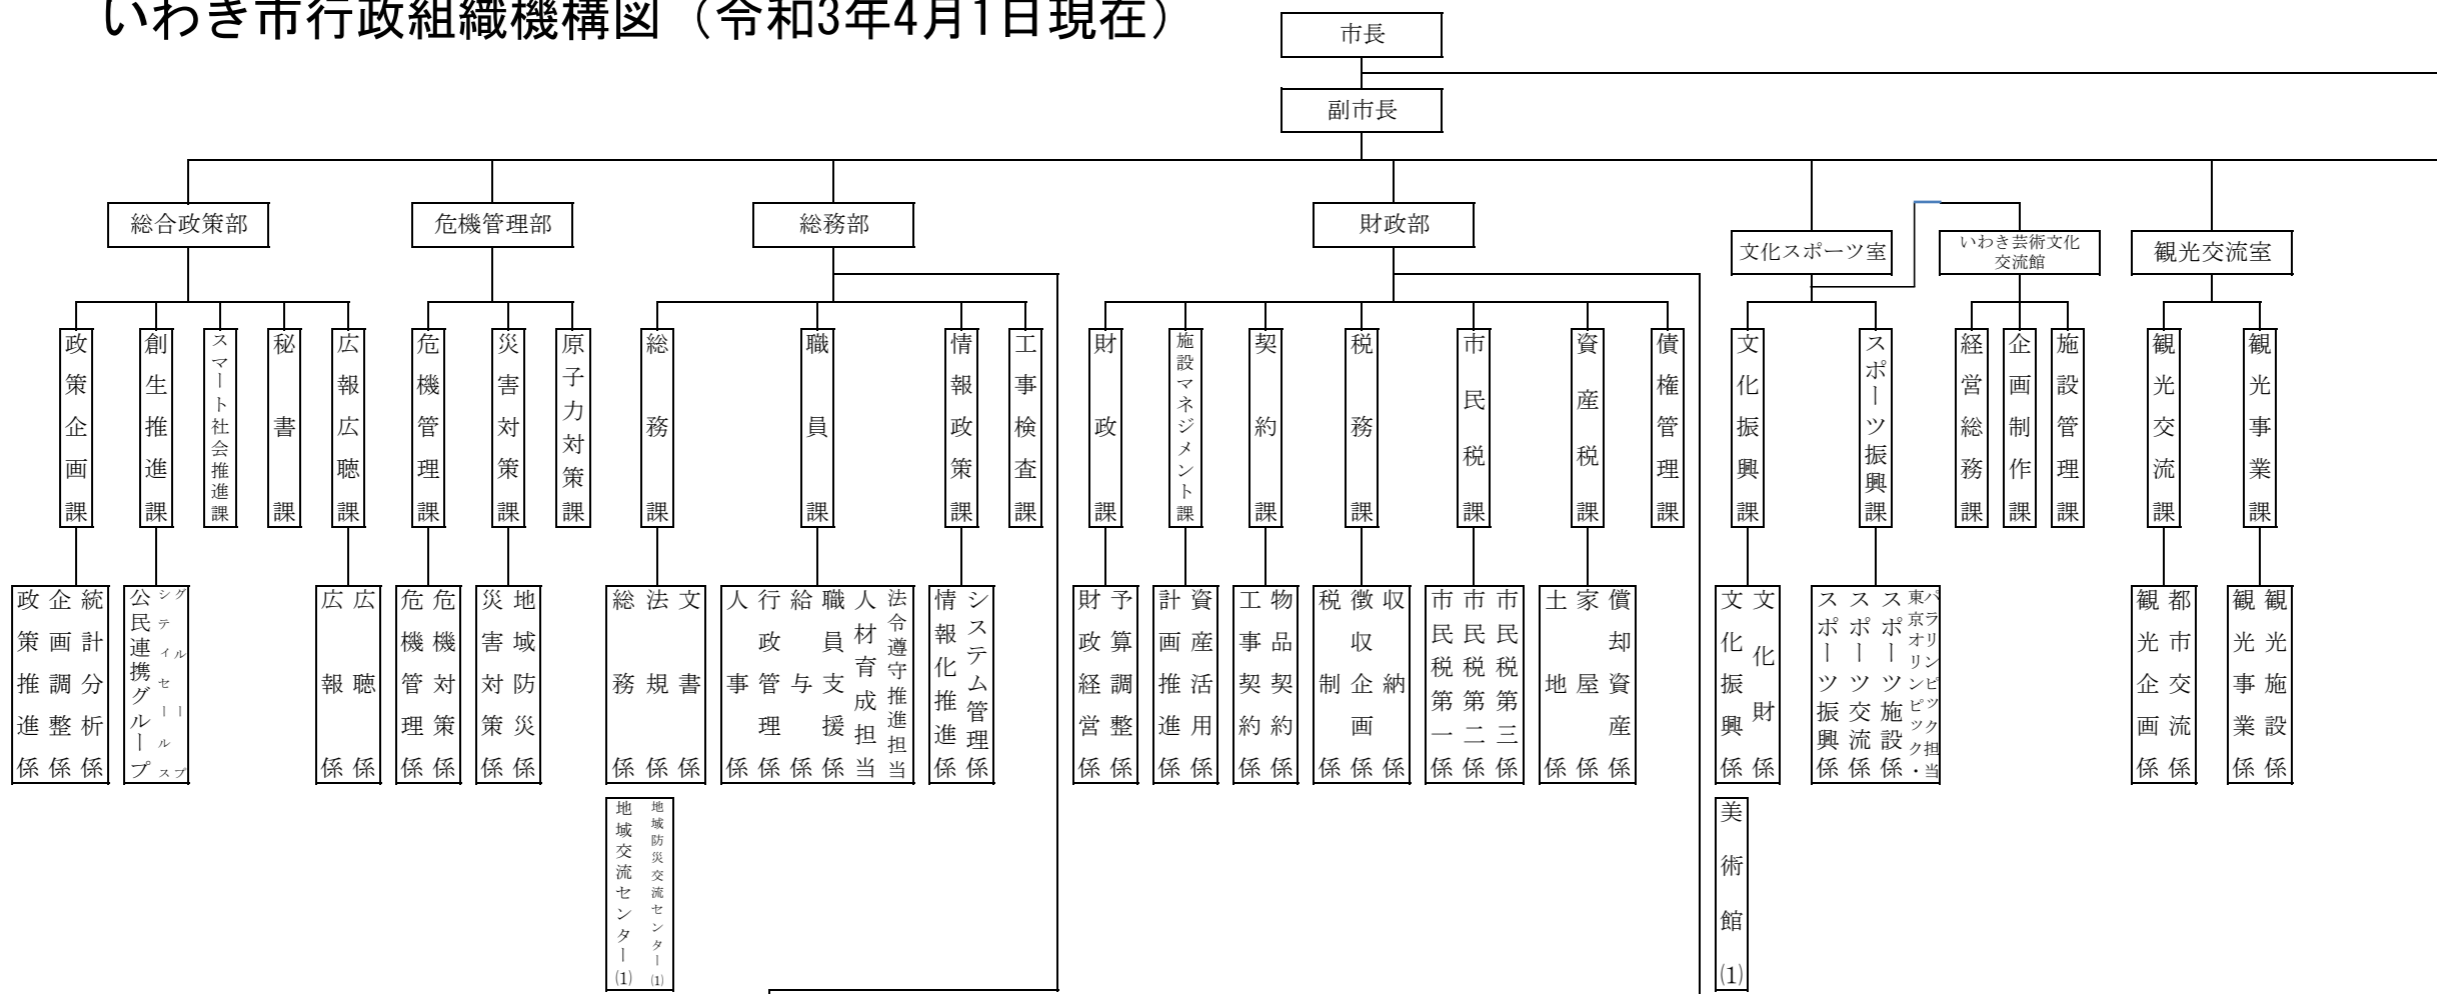 いわき市行政組織機構図（令和3年4月1日現在）
市長
副市長
総合政策部
危機管理部
総務部
財政部
文化スポーツ室
いわき芸術文化
交流館
観光交流室
政策企画課
創生推進課
スマート社会推進課
秘書課
広報広聴課
危機管理課
災害対策課
原子力対策課
総務課
職員課
情報政策課
工事検査課
財政課
施設マネジメント課
契約課
税務課
市民税課
資産税課
債権管理課
文化振興課
スポーツ振興課
経営総務課
企画制作課
施設管理課
観光交流課
観光事業課
政策推進係
企画調整係
統計分析係
公民連携グループ
シティセールス
グループ
広報係
広聴係
危機管理係
危機対策係
災害対策係
地域防災係
総務係
法規係
文書係
人事係
行政管理係
給与係
職員支援係
人材育成担当
法令遵守推進担当
情報化推進係
システム管理係
財政経営係
予算調整係
計画推進係
資産活用係
工事契約係
物品契約係
税制係
徴収企画係
収納係
市民税第一係
市民税第二係
市民税第三係
土地係
家屋係
償却資産係
文化振興係
文化財係
スポーツ振興係
スポーツ交流係
スポーツ施設係
東京オリンピック・
パラリンピック担当
観光企画係
都市交流係
観光事業係
観光施設係
地域交流センター(1)
地域防災交流センター(1)
美術館(1)